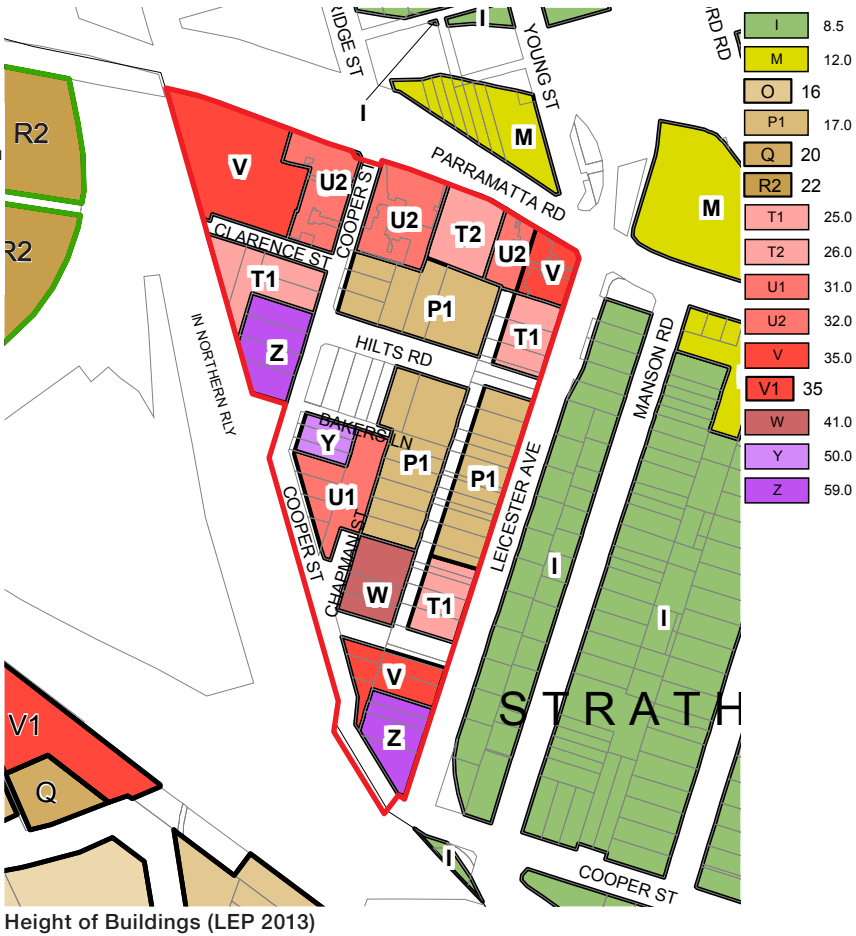 RIDGE ST
I
YOUNG ST
RD RD
I
M
PARRAMATTA RD
M
R2
R2
V
U2
COOPER ST
U2
T2
U2
V
CLARENCE ST
T1
P1
T1
Z
HILTS RD
IN NORTHERN RLY
MANSON RD
BAKERS LN
Y
P1
P1
U1
COOPER ST
CHAPMAN ST
LEICESTER AVE
I
I
W
T1
V
Z
STRATH
V1
Q
I
COOPER ST
I 8.5
M 12.0
O 16
P1 17.0
Q 20
R2 22
T1 25.0
T2 26.0
U1 31.0
U2 32.0
V 35.0
V1 35
W 41.0
Y 50.0
Z 59.0
Height of Buildings (LEP 2013)